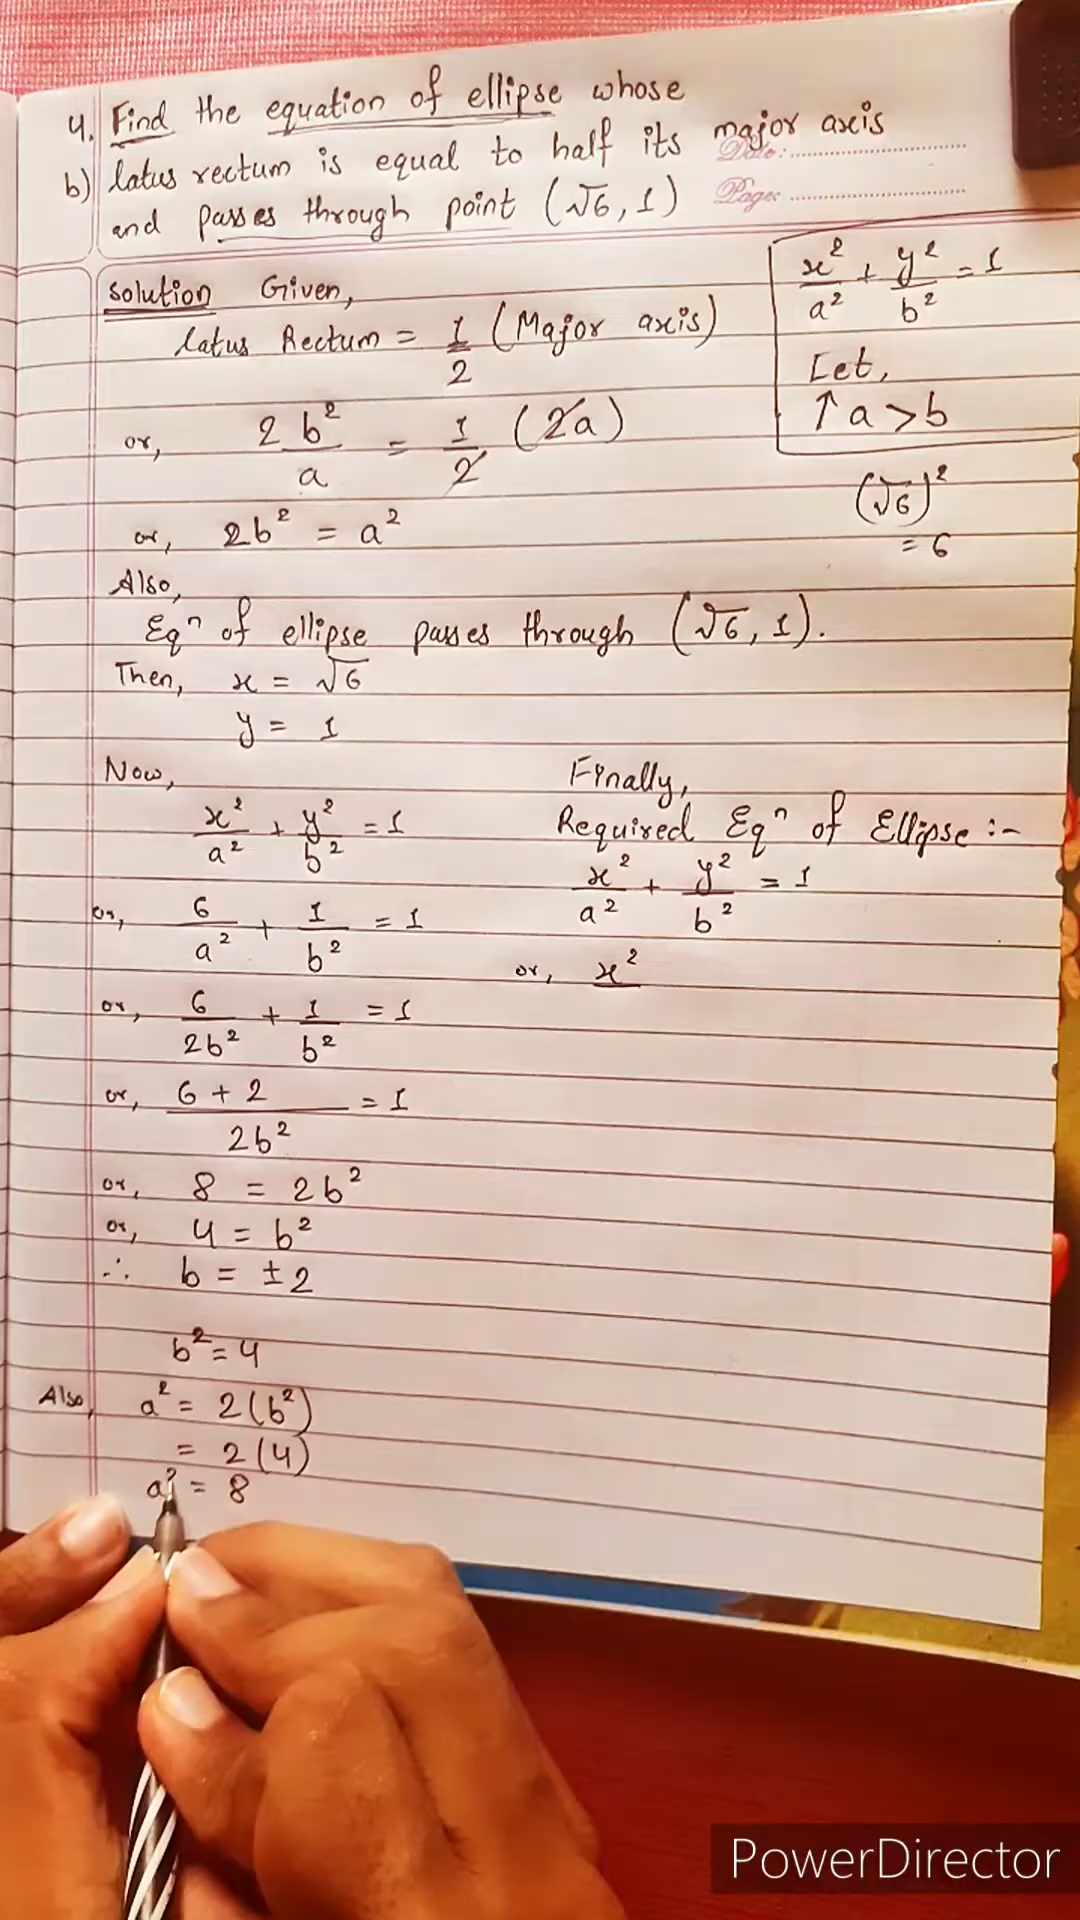 4. Find the equation of ellipse whose
b) latus rectum is equal to half its major axis
and passes through point (√6, 1)
Date:
Page:
Solution Given,
Latus Rectum = 1/2 (Major axis)
or, 2b²/a = 1/2 (2a)
or, 2b² = a²
x²/a² + y²/b² = 1
Let,
↑ a > b
(√6)²
= 6
Also,
Eqⁿ of ellipse passes through (√6, 1).
Then, x = √6
y = 1
Now,
x²/a² + y²/b² = 1
or, 6/a² + 1/b² = 1
or, 6/2b² + 1/b² = 1
or, 6 + 2/2b² = 1
or, 8 = 2b²
or, 4 = b²
∴ b = ±2
b² = 4
Also, a² = 2(b²)
= 2(4)
a² = 8
Finally,
Required Eqⁿ of Ellipse :-
x²/a² + y²/b² = 1
or, x²
PowerDirector